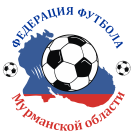 ФЕДЕРАЦИЯ ФУТБОЛА
Мурманской области